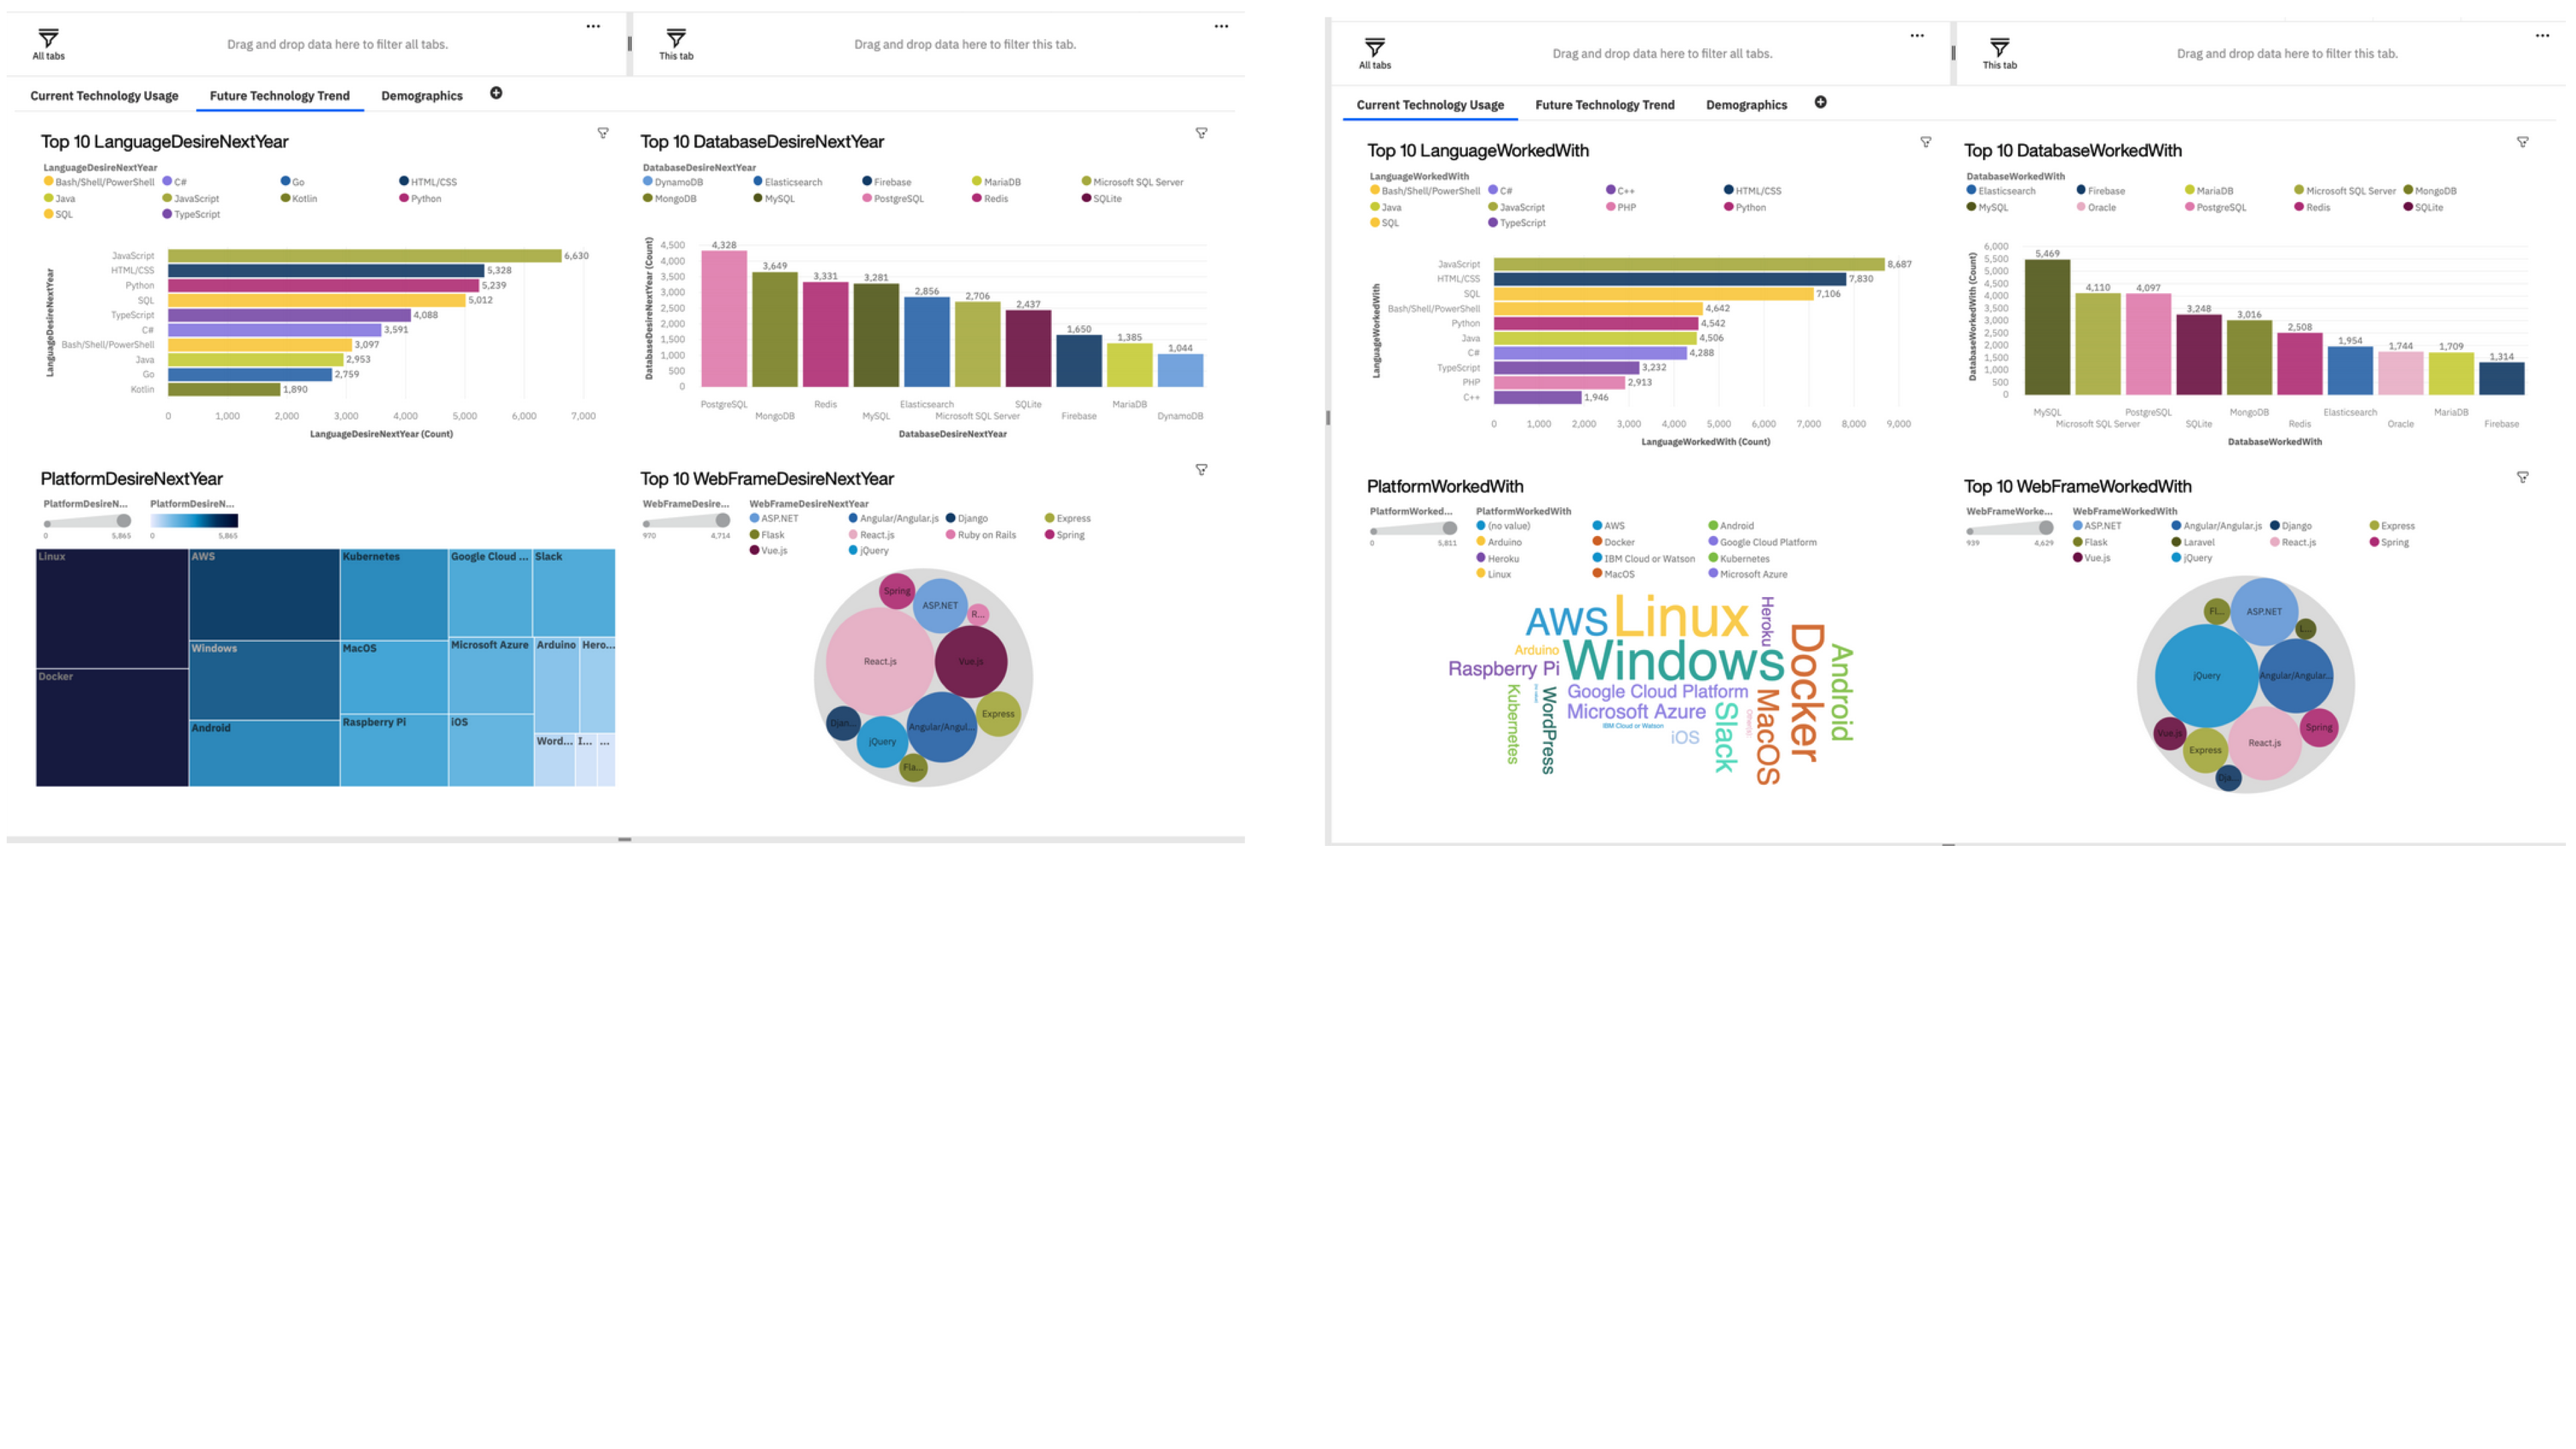 All tabs
Drag and drop data here to filter all tabs.
This tab
Drag and drop data here to filter this tab.
Current Technology Usage Future Technology Trend Demographics
Top 10 LanguageDesireNextYear
LanguageDesireNextYear
Bash/Shell/PowerShell C# Go HTML/CSS
Java JavaScript Kotlin Python
SQL TypeScript
LanguageDesireNextYear
JavaScript 6,630
HTML/CSS 5,328
Python 5,239
SQL 5,012
TypeScript 4,088
C# 3,591
Bash/Shell/PowerShell 3,097
Java 2,953
Go 2,759
Kotlin 1,890
0 1,000 2,000 3,000 4,000 5,000 6,000 7,000
LanguageDesireNextYear (Count)
Top 10 DatabaseDesireNextYear
DatabaseDesireNextYear
DynamoDB Elasticsearch Firebase MariaDB Microsoft SQL Server
MongoDB MySQL PostgreSQL Redis SQLite
DatabaseDesireNextYear (Count)
4,500
4,000
3,500
3,000
2,500
2,000
1,500
1,000
500
0
4,328 3,649 3,331 3,281 2,856 2,706 2,437 1,650 1,385 1,044
PostgreSQL Redis Elasticsearch SQLite MariaDB
MongoDB MySQL Microsoft SQL Server Firebase DynamoDB
DatabaseDesireNextYear
PlatformDesireNextYear
PlatformDesireN... PlatformDesireN...
0 5,865 0 5,865
Linux AWS Kubernetes Google Cloud ... Slack
Windows MacOS Microsoft Azure Arduino Hero...
Docker
Android Raspberry Pi iOS
Word... I... ...
Top 10 WebFrameDesireNextYear
WebFrameDesire... WebFrameDesireNextYear
970 4,714
ASP.NET Angular/Angular.js Django Express
Flask React.js Ruby on Rails Spring
Vue.js jQuery
Spring
ASP.NET
R...
React.js
Vue.js
Express
Djan...
Angular/Angul...
jQuery
Fla...
All tabs
Drag and drop data here to filter all tabs.
This tab
Drag and drop data here to filter this tab.
Current Technology Usage Future Technology Trend Demographics
Top 10 LanguageWorkedWith
LanguageWorkedWith
Bash/Shell/PowerShell C# C++ HTML/CSS
Java JavaScript PHP Python
SQL TypeScript
LanguageWorkedWith
JavaScript 8,687
HTML/CSS 7,830
SQL 7,106
Bash/Shell/PowerShell 4,642
Python 4,542
Java 4,506
C# 4,288
TypeScript 3,232
PHP 2,913
C++ 1,946
0 1,000 2,000 3,000 4,000 5,000 6,000 7,000 8,000 9,000
LanguageWorkedWith (Count)
Top 10 DatabaseWorkedWith
DatabaseWorkedWith
Elasticsearch Firebase MariaDB Microsoft SQL Server MongoDB
MySQL Oracle PostgreSQL Redis SQLite
DatabaseWorkedWith (Count)
6,000
5,500
5,000
4,500
4,000
3,500
3,000
2,500
2,000
1,500
1,000
500
0
5,469 4,110 4,097 3,248 3,016 2,508 1,954 1,744 1,709 1,314
MySQL PostgreSQL MongoDB Elasticsearch MariaDB
Microsoft SQL Server SQLite Redis Oracle Firebase
DatabaseWorkedWith
PlatformWorkedWith
PlatformWorked... PlatformWorkedWith
0 5,811
(no value) AWS Android
Arduino Docker Google Cloud Platform
Heroku IBM Cloud or Watson Kubernetes
Linux MacOS Microsoft Azure
AWS Linux
Heroku
Arduino
Windows
Docker
Android
Raspberry Pi
Kubernetes
WordPress
Google Cloud Platform
Microsoft Azure
IBM Cloud or Watson
iOS
Slack
MacOS
Top 10 WebFrameWorkedWith
WebFrameWorke... WebFrameWorkedWith
939 4,629
ASP.NET Angular/Angular.js Django Express
Flask Laravel React.js Spring
Vue.js jQuery
Fl...
ASP.NET
L...
jQuery
Angular/Angular...
Vue.js
Express
React.js
Spring
Dja...